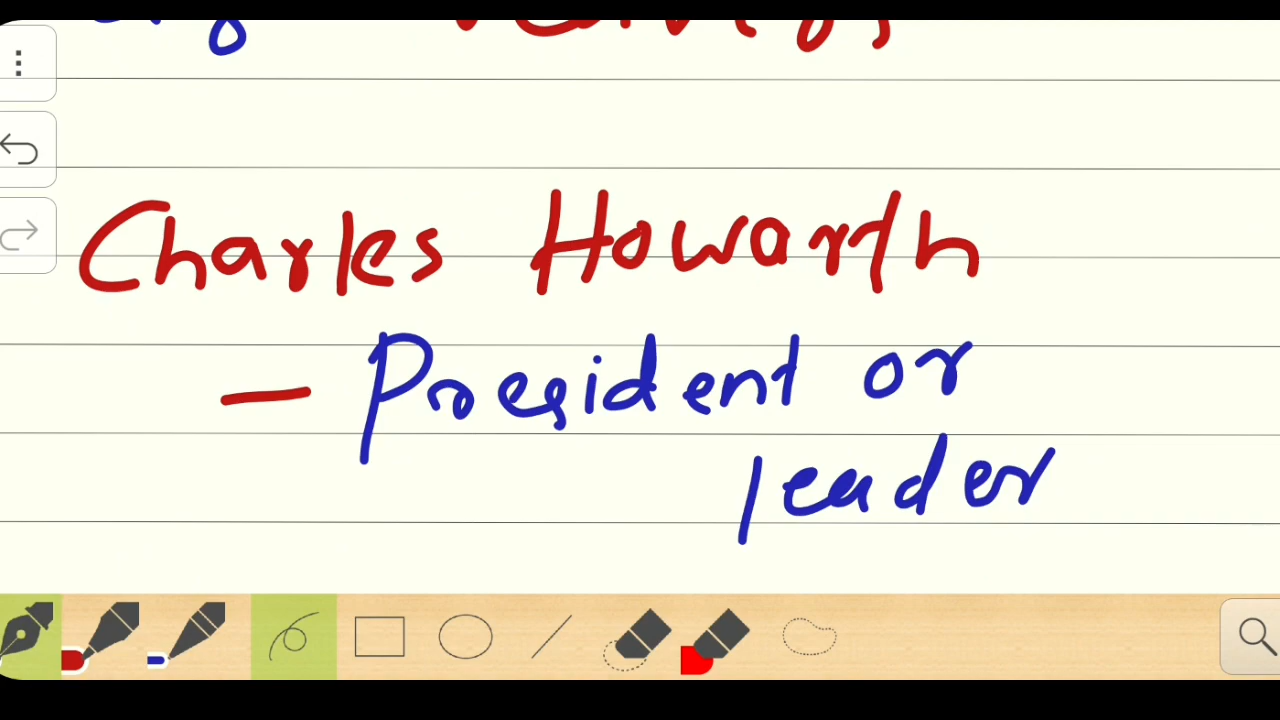 Charles Howarth
— President or
leader